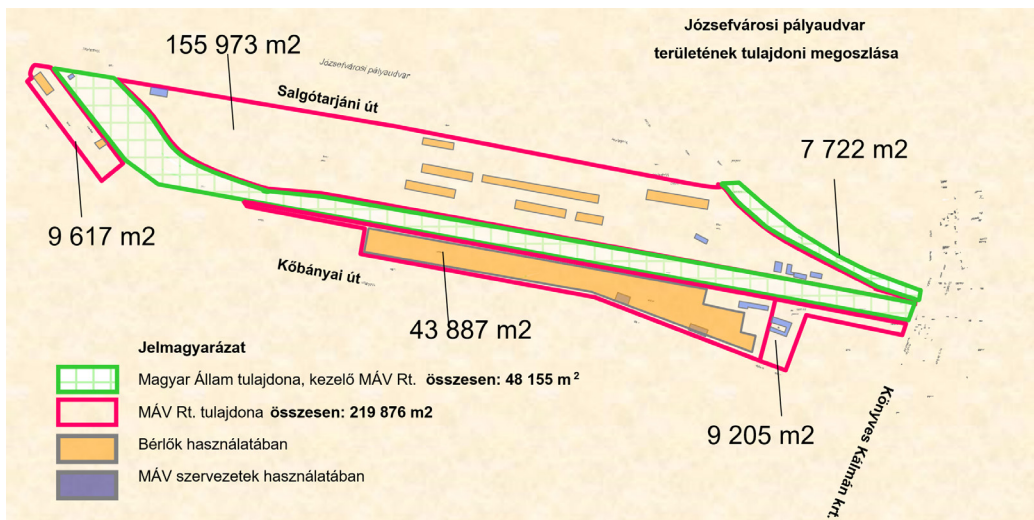 Józsefvárosi pályaudvar
területének tulajdoni megoszlása
155 973 m2
Józsefvárosi pályaudvar
Salgótarjáni út
7 722 m2
9 617 m2
Kőbányai út
43 887 m2
9 205 m2
Könyves Kálmán krt.
Jelmagyarázat
Magyar Állam tulajdona, kezelő MÁV Rt. összesen: 48 155 m²
MÁV Rt. tulajdona összesen: 219 876 m2
Bérlők használatában
MÁV szervezetek használatában